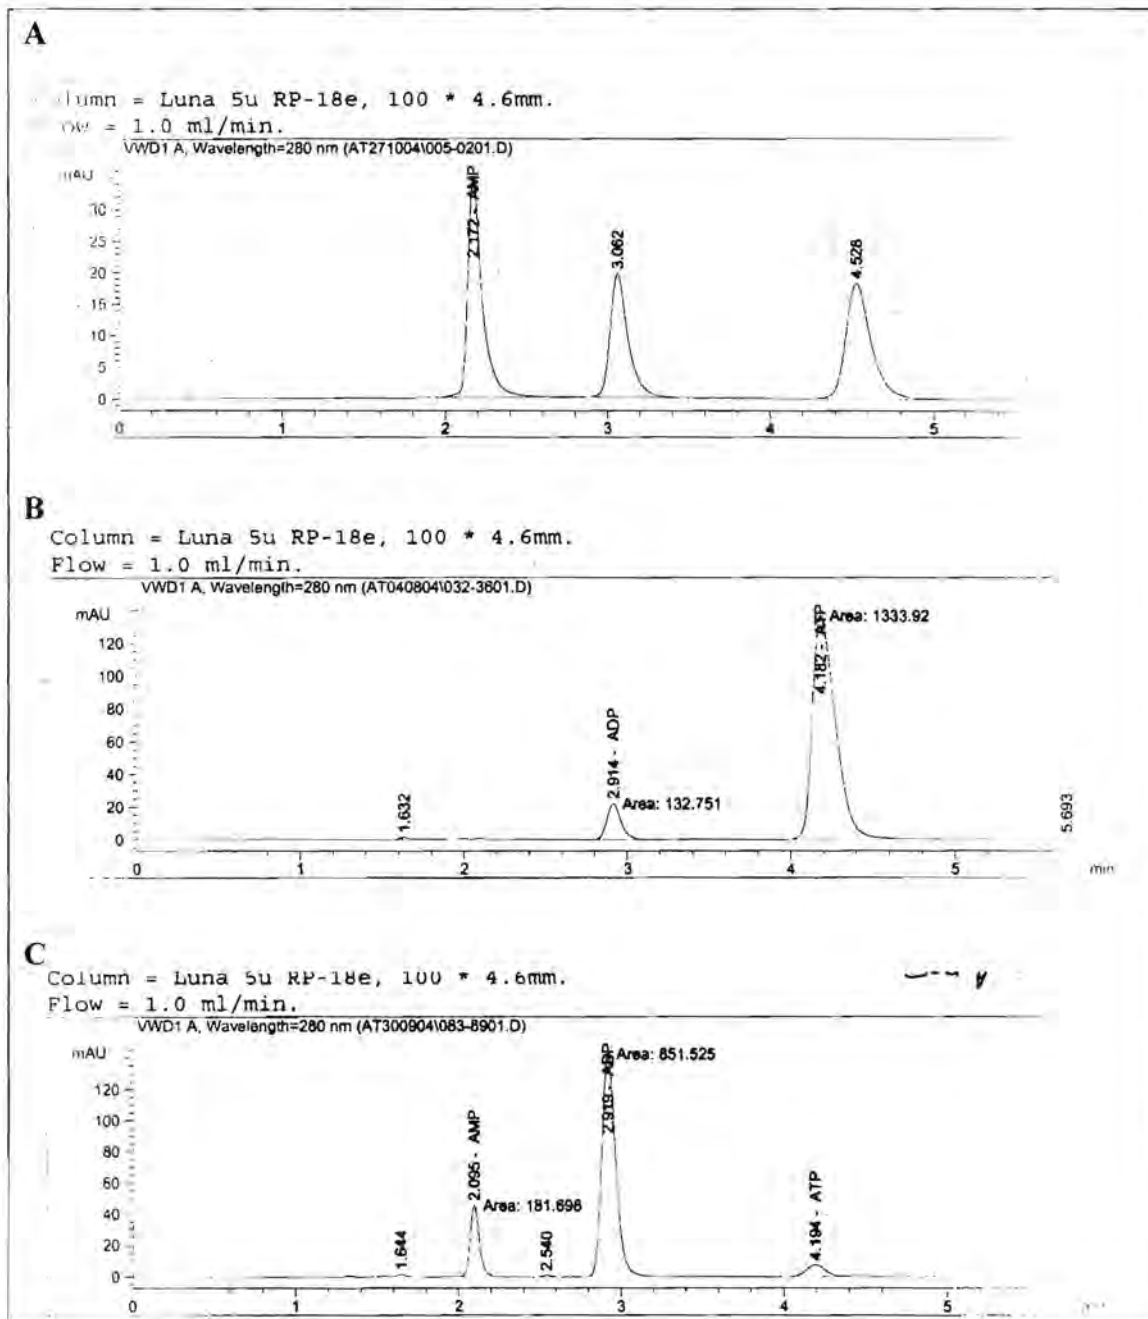 A
lumn = Luna 5u RP-18e, 100 * 4.6mm.
ow = 1.0 ml/min.
VWD1 A, Wavelength=280 nm (AT271004\005-0201.D)
mAU
30
25
20
15
10
5
0
2.172 - AMP
3.062
4.528
0 1 2 3 4 5
B
Column = Luna 5u RP-18e, 100 * 4.6mm.
Flow = 1.0 ml/min.
VWD1 A, Wavelength=280 nm (AT040804\032-3601.D)
mAU
120
100
80
60
40
20
0
1.632
2.914 - ADP
Area: 132.751
4.182 - ATP
Area: 1333.92
5.693
0 1 2 3 4 5 min
C
Column = Luna 5u RP-18e, 100 * 4.6mm.
Flow = 1.0 ml/min.
VWD1 A, Wavelength=280 nm (AT300904\083-8901.D)
mAU
120
100
80
60
40
20
0
1.644
2.095 - AMP
Area: 181.696
2.540
2.919 - ADP
Area: 851.525
4.194 - ATP
0 1 2 3 4 5